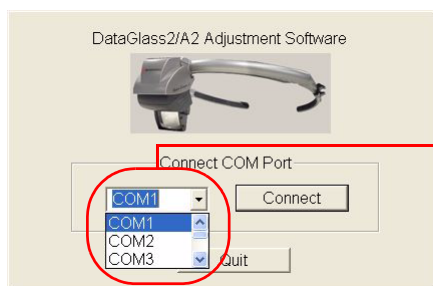 DataGlass2/A2 Adjustment Software
Connect COM Port
COM1 Connect
COM1
COM2
COM3
Quit